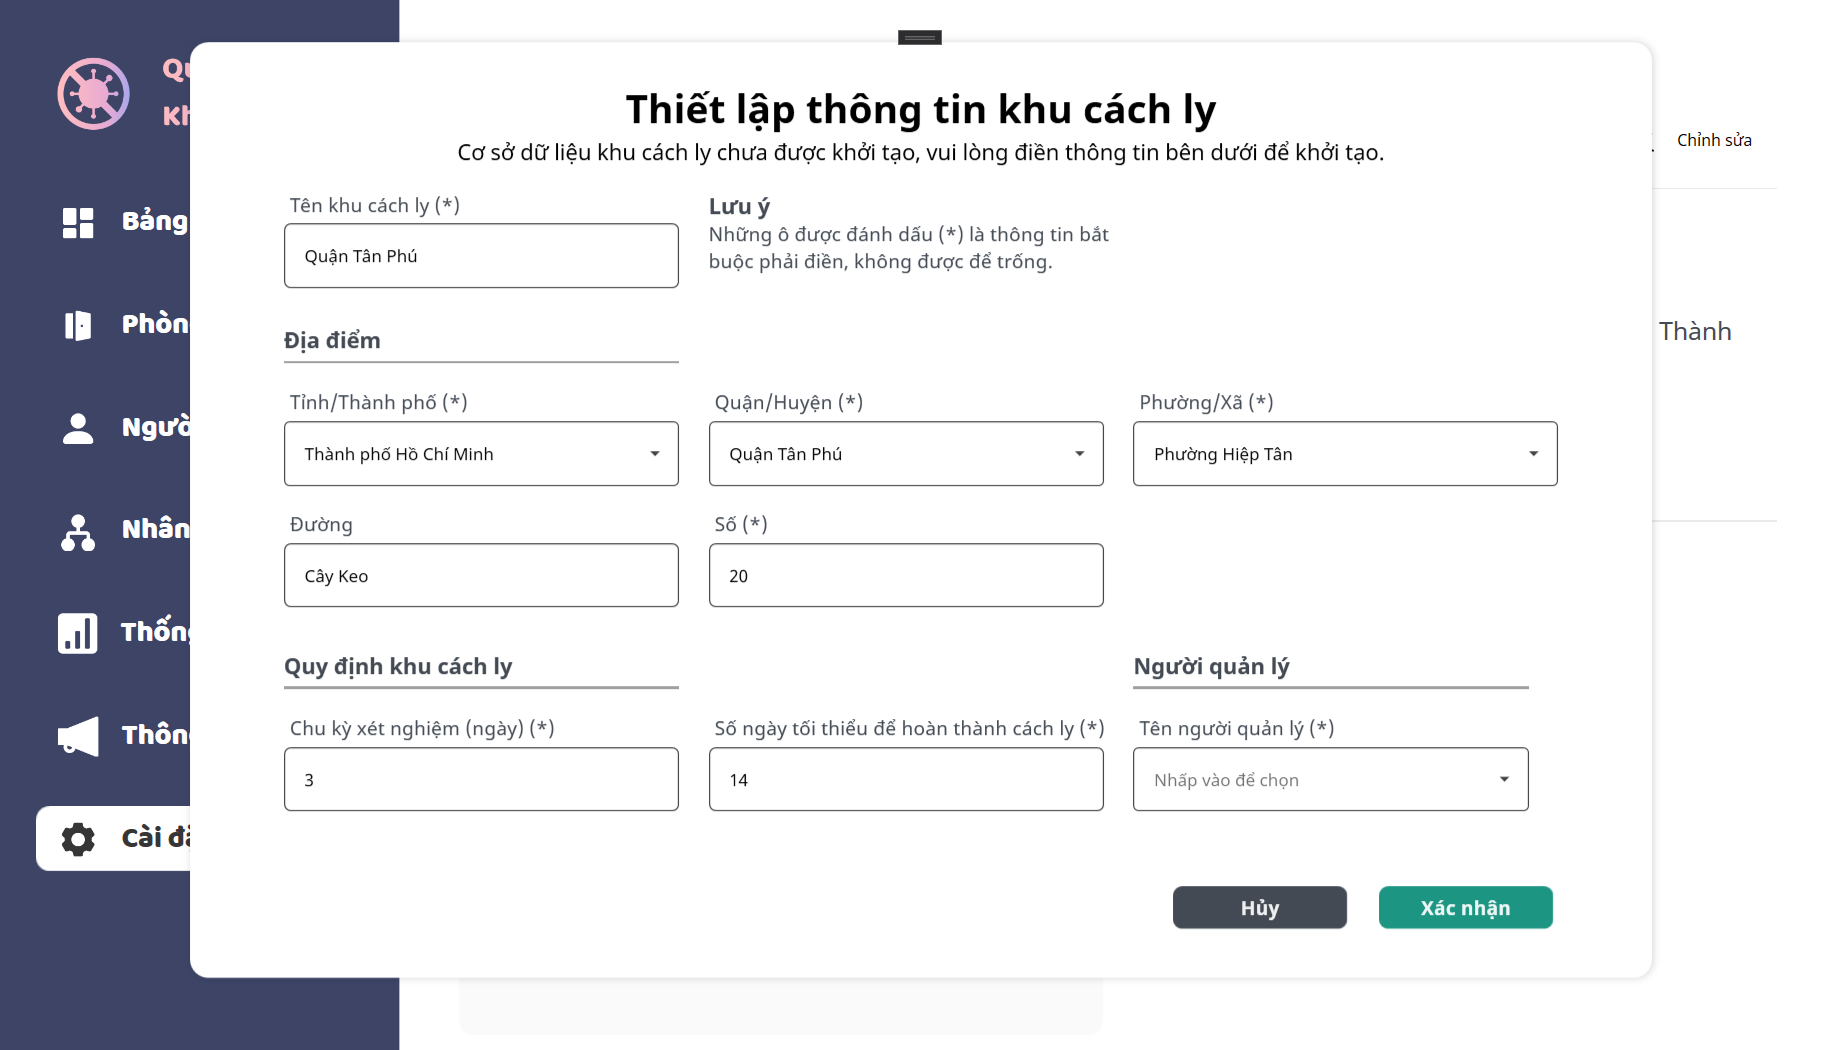 Thiết lập thông tin khu cách ly
Cơ sở dữ liệu khu cách ly chưa được khởi tạo, vui lòng điền thông tin bên dưới để khởi tạo.
Chỉnh sửa
Tên khu cách ly (*)
Quận Tân Phú
Lưu ý
Những ô được đánh dấu (*) là thông tin bắt
buộc phải điền, không được để trống.
Địa điểm
Thành
Tỉnh/Thành phố (*)
Thành phố Hồ Chí Minh
Quận/Huyện (*)
Quận Tân Phú
Phường/Xã (*)
Phường Hiệp Tân
Đường
Cây Keo
Số (*)
20
Quy định khu cách ly
Người quản lý
Chu kỳ xét nghiệm (ngày) (*)
3
Số ngày tối thiểu để hoàn thành cách ly (*)
14
Tên người quản lý (*)
Nhấp vào để chọn
Hủy
Xác nhận
Bảng
Phòn
Ngườ
Nhân
Thốn
Thôn
Cài